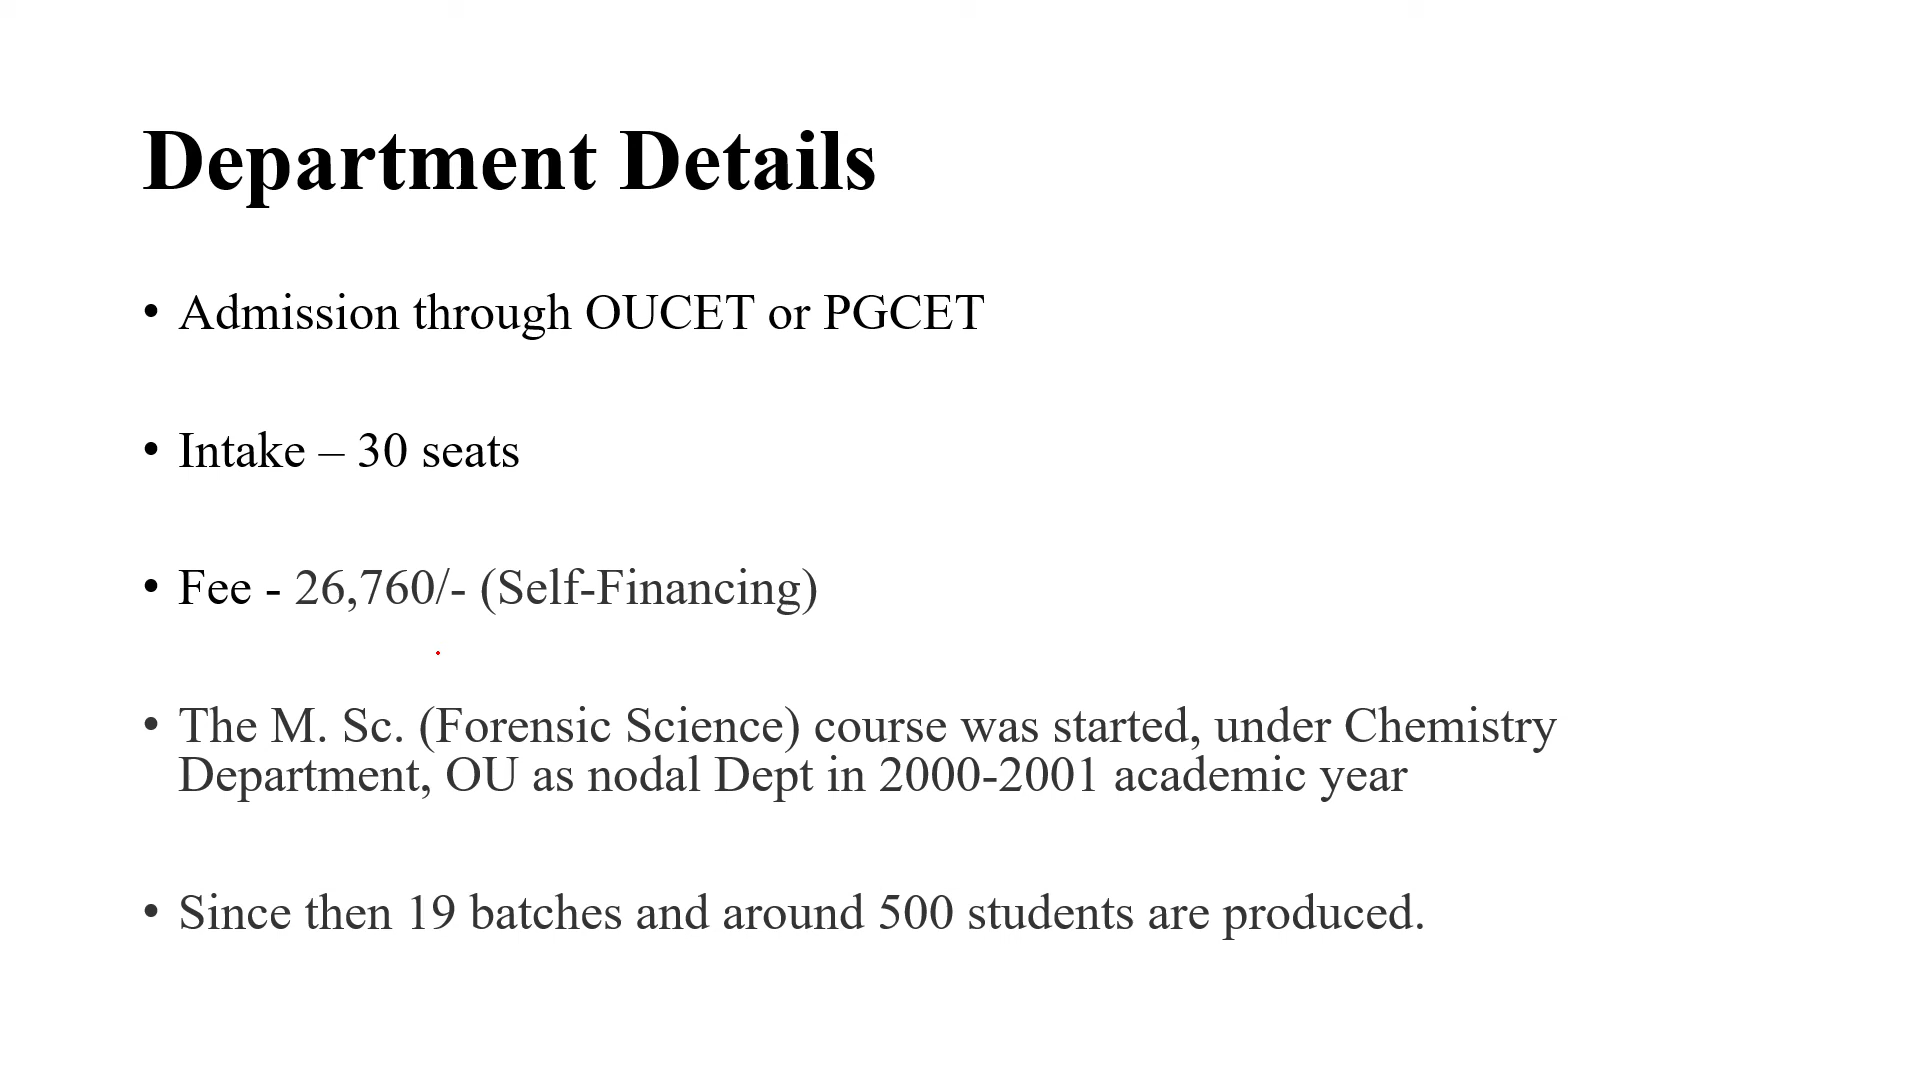 Department Details
• Admission through OUCET or PGCET
• Intake – 30 seats
• Fee - 26,760/- (Self-Financing)
• The M. Sc. (Forensic Science) course was started, under Chemistry
Department, OU as nodal Dept in 2000-2001 academic year
• Since then 19 batches and around 500 students are produced.